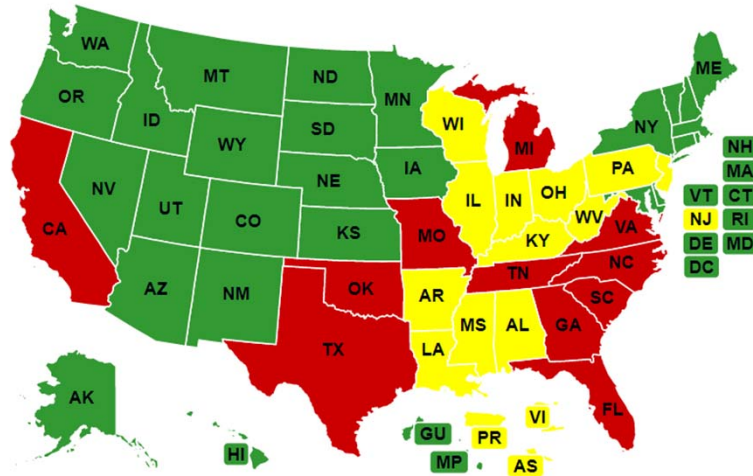 WA
MT
ND
MN
ME
OR
ID
SD
WI
NY
NH
WY
MI
MA
IA
PA
NE
VT
CT
NV
IL
IN
OH
NJ
RI
UT
CO
WV
CA
KS
MO
VA
DE
MD
KY
DC
NC
TN
AZ
NM
OK
AR
SC
MS
AL
GA
TX
LA
AK
FL
VI
GU
PR
HI
MP
AS